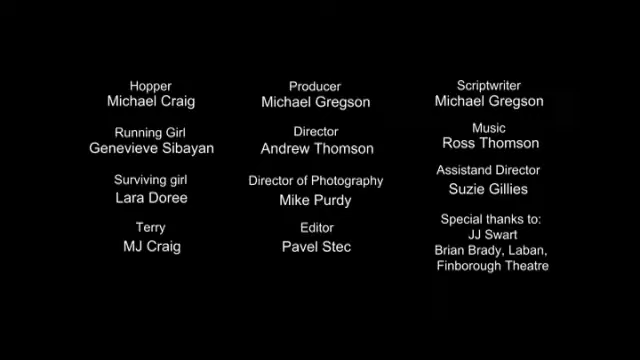 Hopper
Michael Craig
Running Girl
Genevieve Sibayan
Surviving girl
Lara Doree
Terry
MJ Craig
Producer
Michael Gregson
Director
Andrew Thomson
Director of Photography
Mike Purdy
Editor
Pavel Stec
Scriptwriter
Michael Gregson
Music
Ross Thomson
Assistand Director
Suzie Gillies
Special thanks to:
JJ Swart
Brian Brady, Laban,
Finborough Theatre